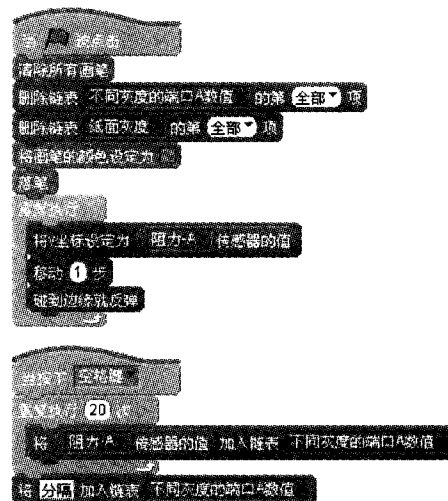 当 被点击
清除所有画笔
删除链表 不同灰度的端口A数值 的第 全部 项
删除链表 纸面灰度 的第 全部 项
将画笔的颜色设定为
落笔
重复执行
将y坐标设定为 阻力-A 传感器的值
移动 1 步
碰到边缘就反弹
当按下 空格键
重复执行 20 次
将 阻力-A 传感器的值 加入链表 不同灰度的端口A数值
将 分隔 加入链表 不同灰度的端口A数值